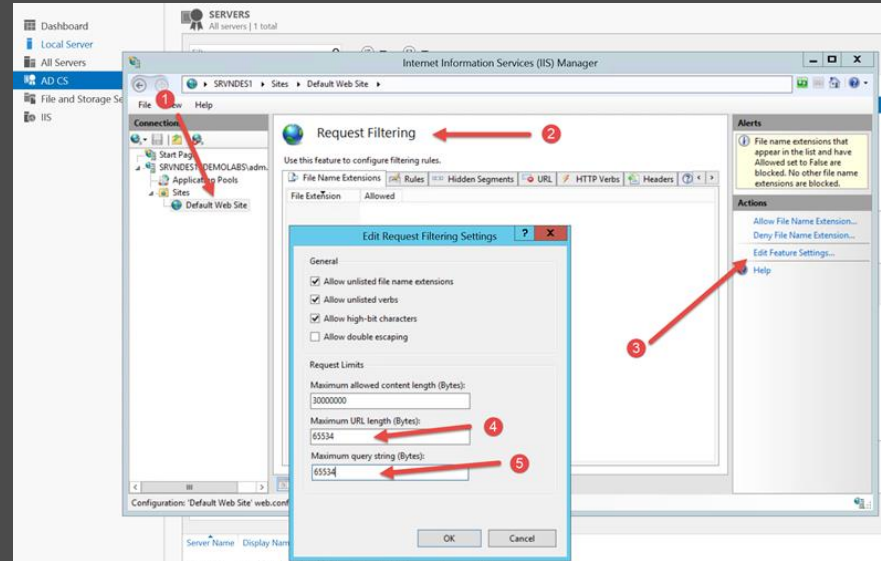 SERVERS
All servers | 1 total
Dashboard
Local Server
All Servers
AD CS
File and Storage Se
IIS
Internet Information Services (IIS) Manager
SRVNDES1 Sites Default Web Site
File Help
1
Connection
Start Page
SRVNDES1 DEMOLABS\adm.
Application Pools
Sites
Default Web Site
Request Filtering
2
Use this feature to configure filtering rules.
File Name Extensions Rules Hidden Segments URL HTTP Verbs Headers
File Extension Allowed
Edit Request Filtering Settings ? X
General
Allow unlisted file name extensions
Allow unlisted verbs
Allow high-bit characters
Allow double escaping
Request Limits
Maximum allowed content length (Bytes):
30000000
Maximum URL length (Bytes):
65534
4
Maximum query string (Bytes):
65534
5
OK Cancel
Alerts
File name extensions that
appear in the list and have
Allowed set to False are
blocked. No other file name
extensions are blocked.
Actions
Allow File Name Extension...
Deny File Name Extension...
Edit Feature Settings...
Help
3
Configuration: 'Default Web Site' web.conf
Server Name Display Nam